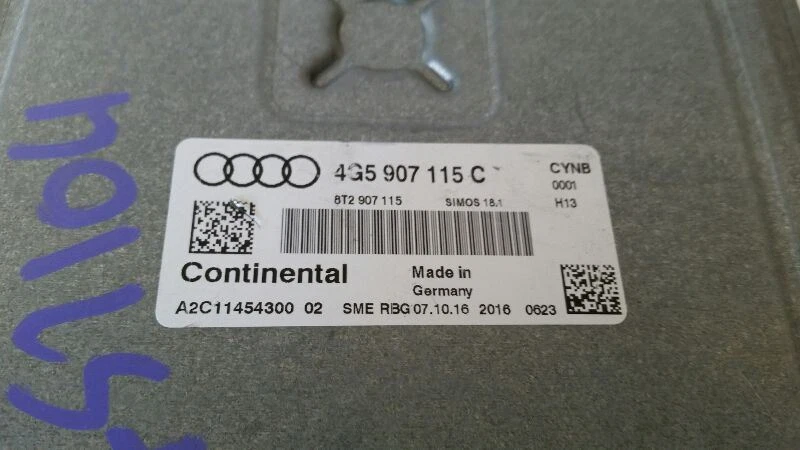 4G5 907 115 C
CYNB
0001
8T2 907 115
SIMOS 18.1
H13
Continental
Made in
Germany
A2C11454300 02 SME RBG 07.10.16 2016 0623